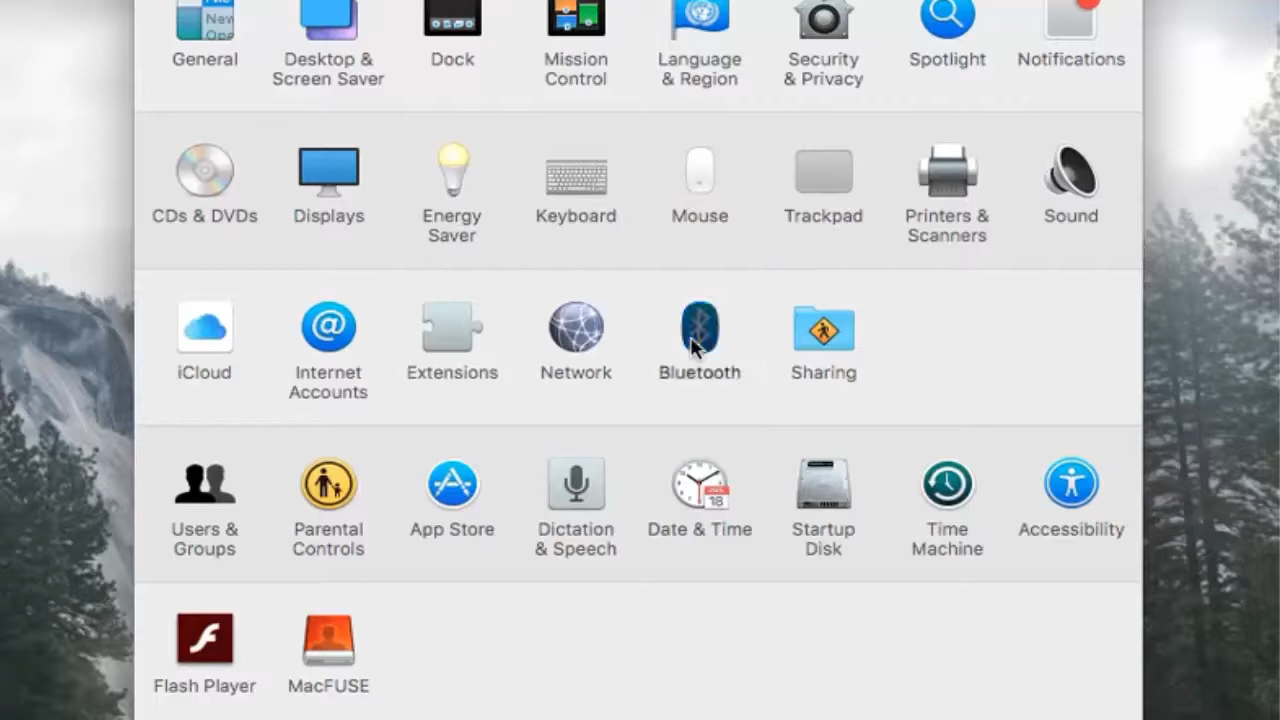 New
General
Desktop &
Screen Saver
Dock
Mission
Control
Language
& Region
Security
& Privacy
Spotlight
Notifications
CDs & DVDs
Displays
Energy
Saver
Keyboard
Mouse
Trackpad
Printers &
Scanners
Sound
iCloud
Internet
Accounts
Extensions
Network
Bluetooth
Sharing
Users &
Groups
Parental
Controls
App Store
Dictation
& Speech
Date & Time
18
Startup
Disk
Time
Machine
Accessibility
Flash Player
MacFUSE